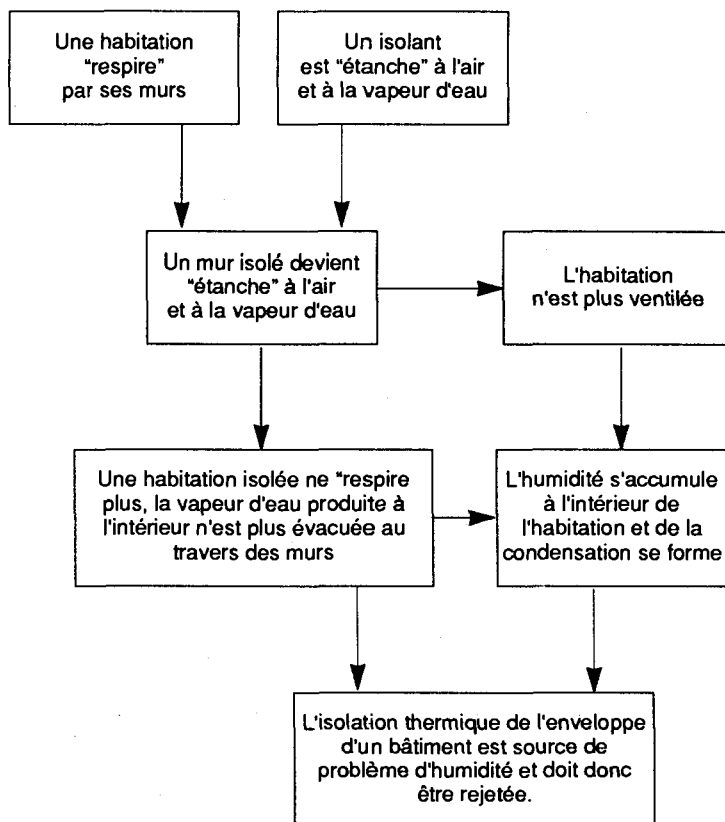 Une habitation
"respire"
par ses murs
Un isolant
est "étanche" à l'air
et à la vapeur d'eau
Un mur isolé devient
"étanche" à l'air
et à la vapeur d'eau
L'habitation
n'est plus ventilée
Une habitation isolée ne "respire
plus, la vapeur d'eau produite à
l'intérieur n'est plus évacuée au
travers des murs
L'humidité s'accumule
à l'intérieur de
l'habitation et de la
condensation se forme
L'isolation thermique de l'enveloppe
d'un bâtiment est source de
problème d'humidité et doit donc
être rejetée.